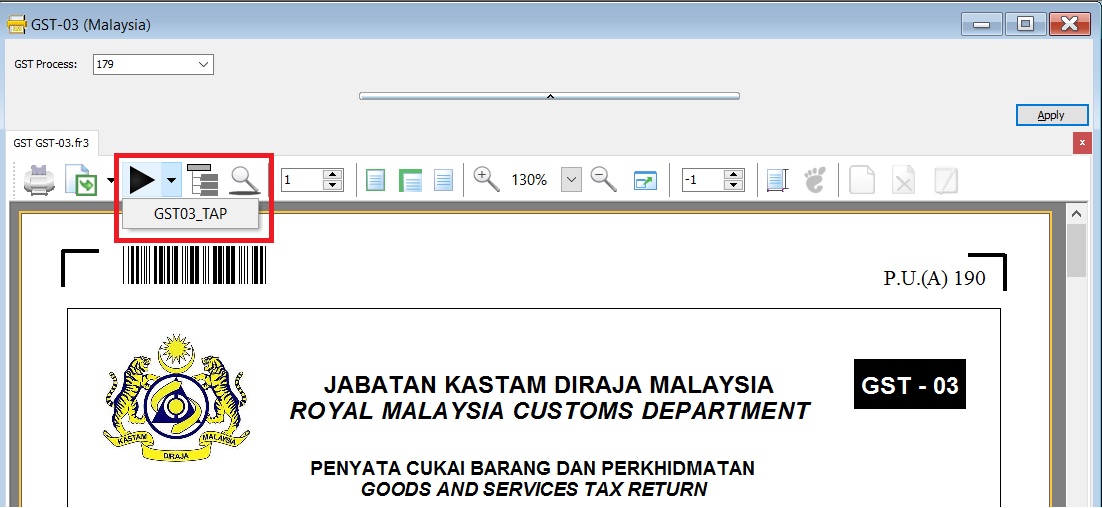 GST-03 (Malaysia)
GST Process: 179
Apply
GST GST-03.fr3
x
1
130%
-1
GST03_TAP
P.U.(A) 190
JABATAN KASTAM DIRAJA MALAYSIA
GST - 03
ROYAL MALAYSIA CUSTOMS DEPARTMENT
KASTAM DIRAJA MALAYSIA
PENYATA CUKAI BARANG DAN PERKHIDMATAN
GOODS AND SERVICES TAX RETURN